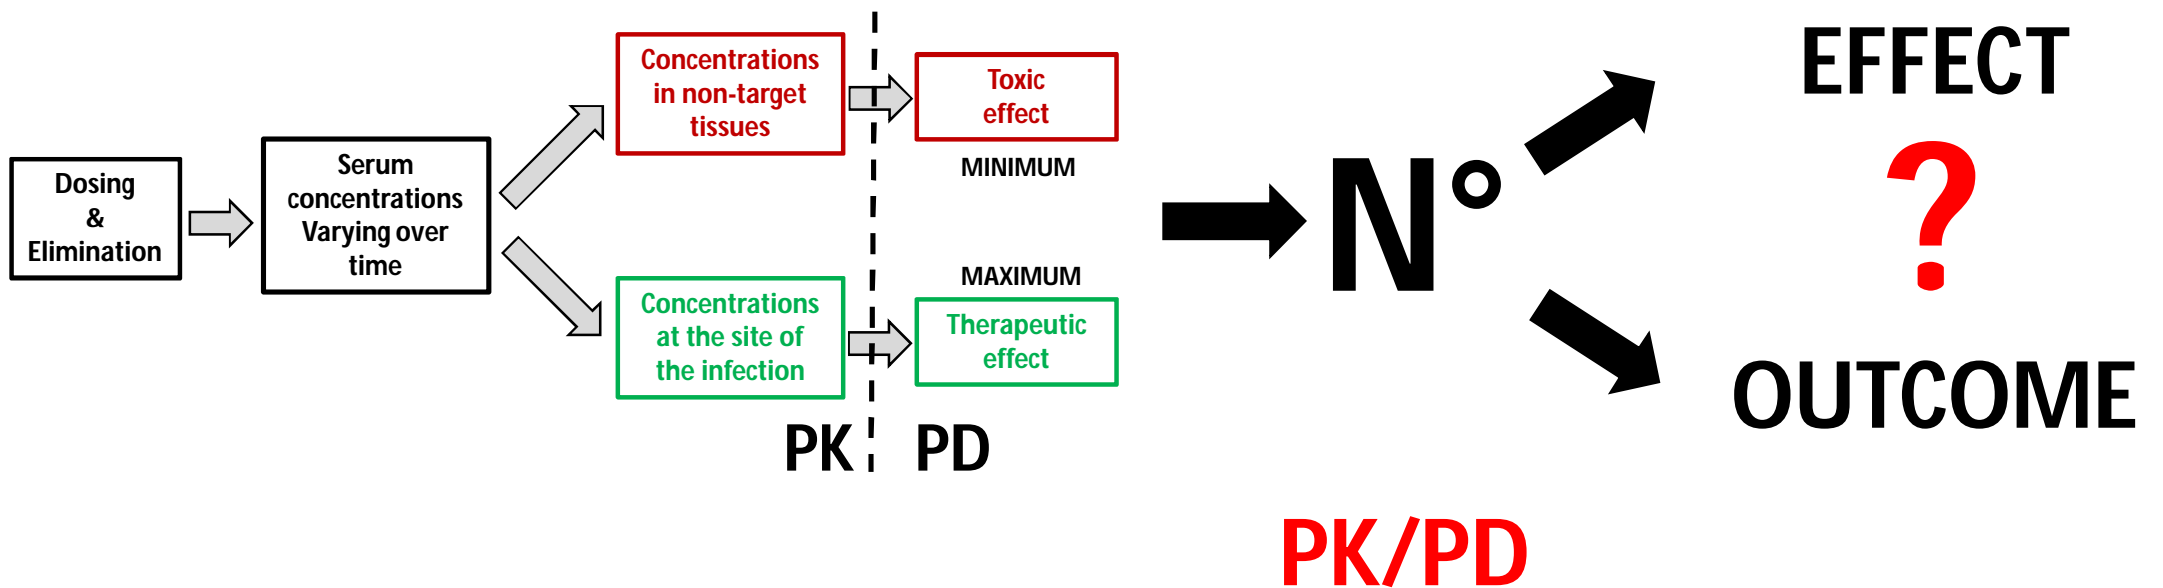 Dosing
&
Elimination
Serum
concentrations
Varying over
time
Concentrations
in non-target
tissues
Toxic
effect
MINIMUM
MAXIMUM
Concentrations
at the site of
the infection
Therapeutic
effect
PK
PD
N°
EFFECT
?
OUTCOME
PK/PD